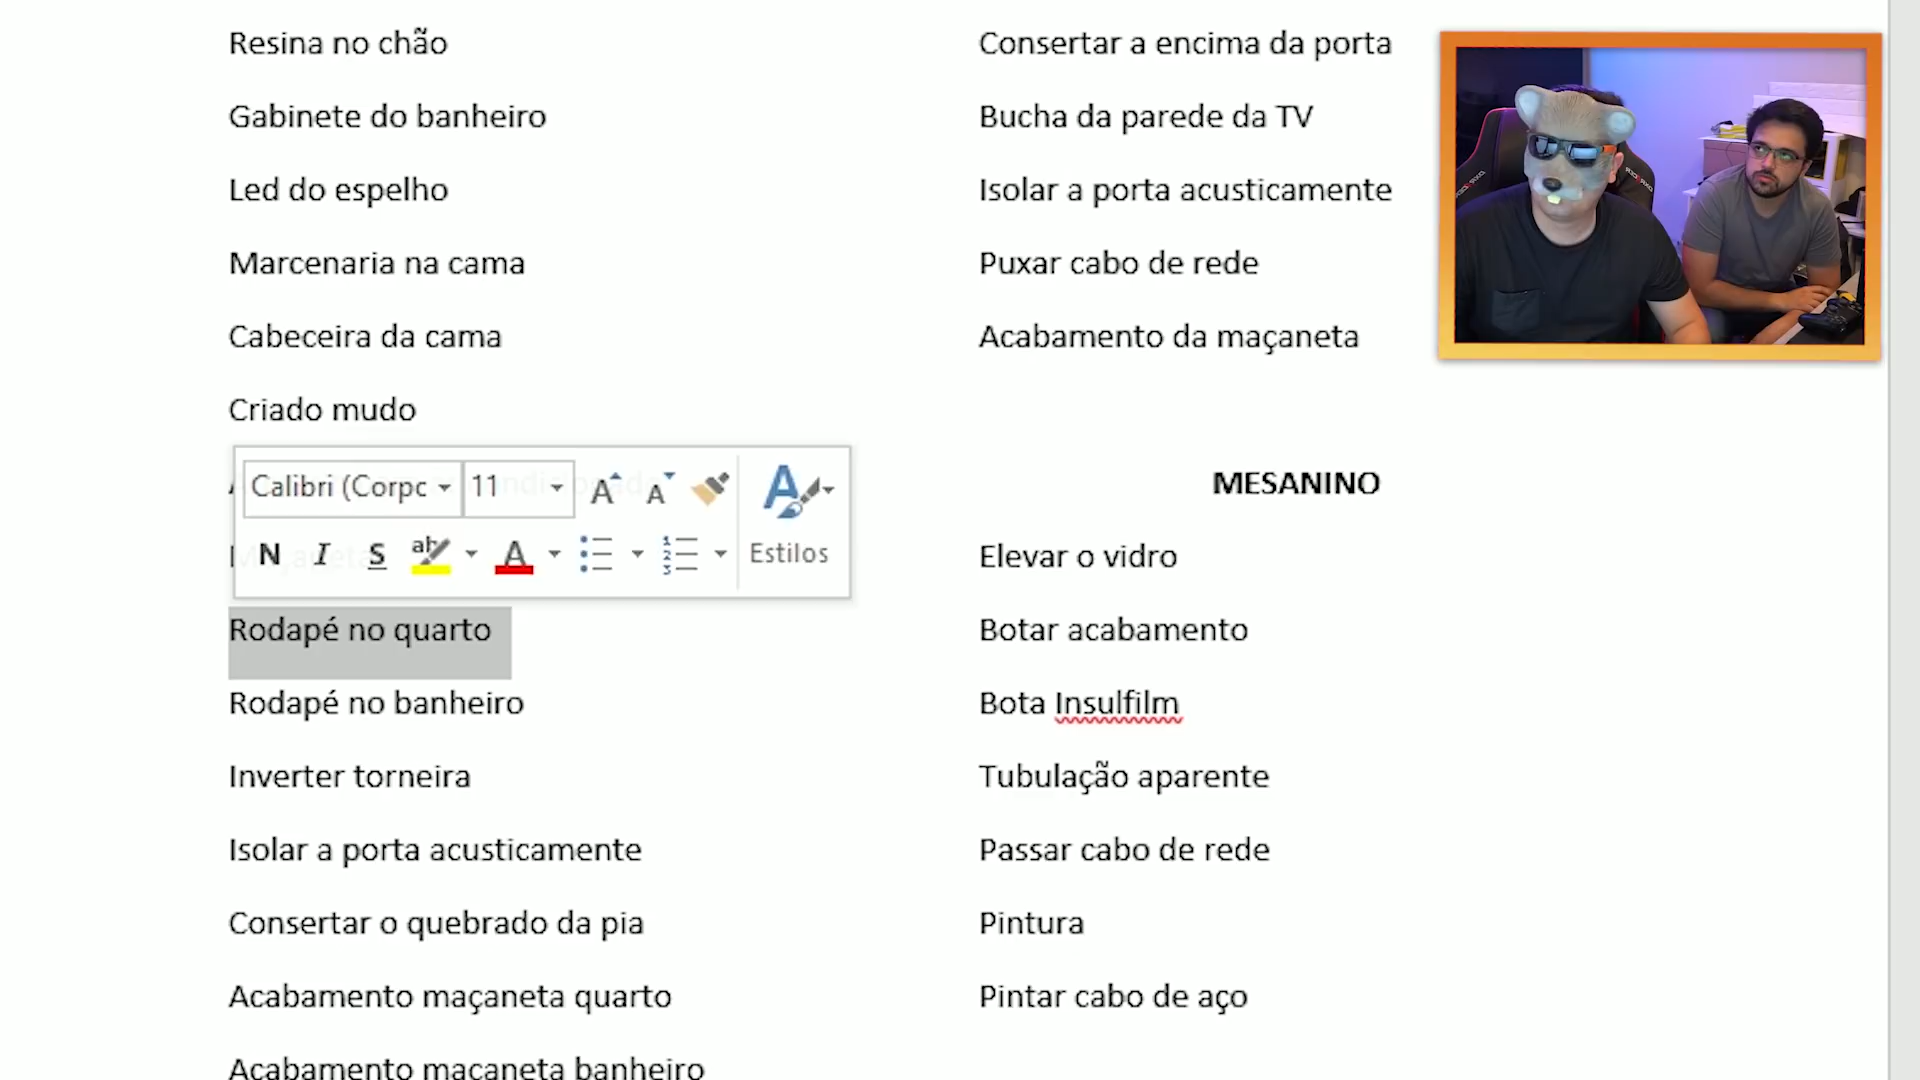 Resina no chão
Gabinete do banheiro
Led do espelho
Marcenaria na cama
Cabeceira da cama
Criado mudo
Calibri (Corpc
11
N I S
Estilos
Rodapé no quarto
Rodapé no banheiro
Inverter torneira
Isolar a porta acusticamente
Consertar o quebrado da pia
Acabamento maçaneta quarto
Acabamento maçaneta banheiro
Consertar a encima da porta
Bucha da parede da TV
Isolar a porta acusticamente
Puxar cabo de rede
Acabamento da maçaneta
MESANINO
Elevar o vidro
Botar acabamento
Bota Insulfilm
Tubulação aparente
Passar cabo de rede
Pintura
Pintar cabo de aço